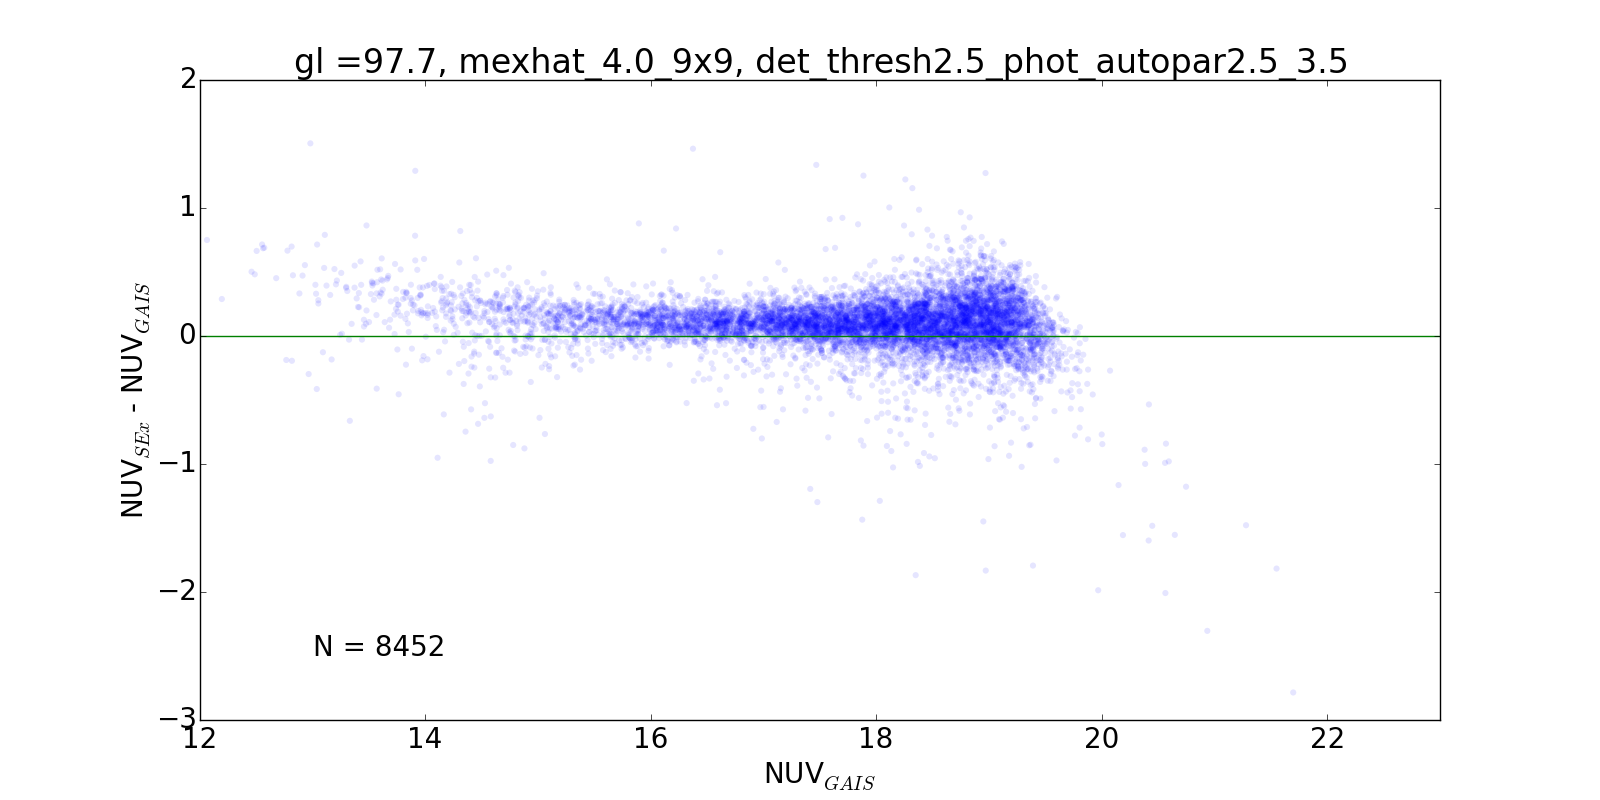 gl =97.7, mexhat_4.0_9x9, det_thresh2.5_phot_autopar2.5_3.5
2
1
0
−1
−2
−3
NUV_SEx - NUV_GAIS
N = 8452
12 14 16 18 20 22
NUV_GAIS